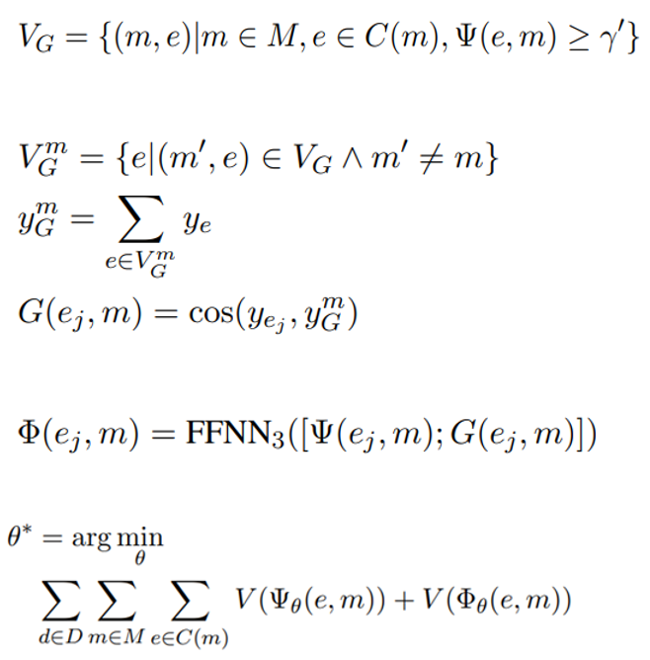 V_G = {(m, e)|m ∈ M, e ∈ C(m), Ψ(e, m) ≥ γ′}
V_G^m = {e|(m′, e) ∈ V_G ∧ m′ ≠ m}
y_G^m = ∑_{e∈V_G^m} y_e
G(e_j, m) = cos(y_{e_j}, y_G^m)
Φ(e_j, m) = FFNN_3([Ψ(e_j, m); G(e_j, m)])
θ* = arg min_θ
∑_{d∈D} ∑_{m∈M} ∑_{e∈C(m)} V(Ψ_θ(e, m)) + V(Φ_θ(e, m))